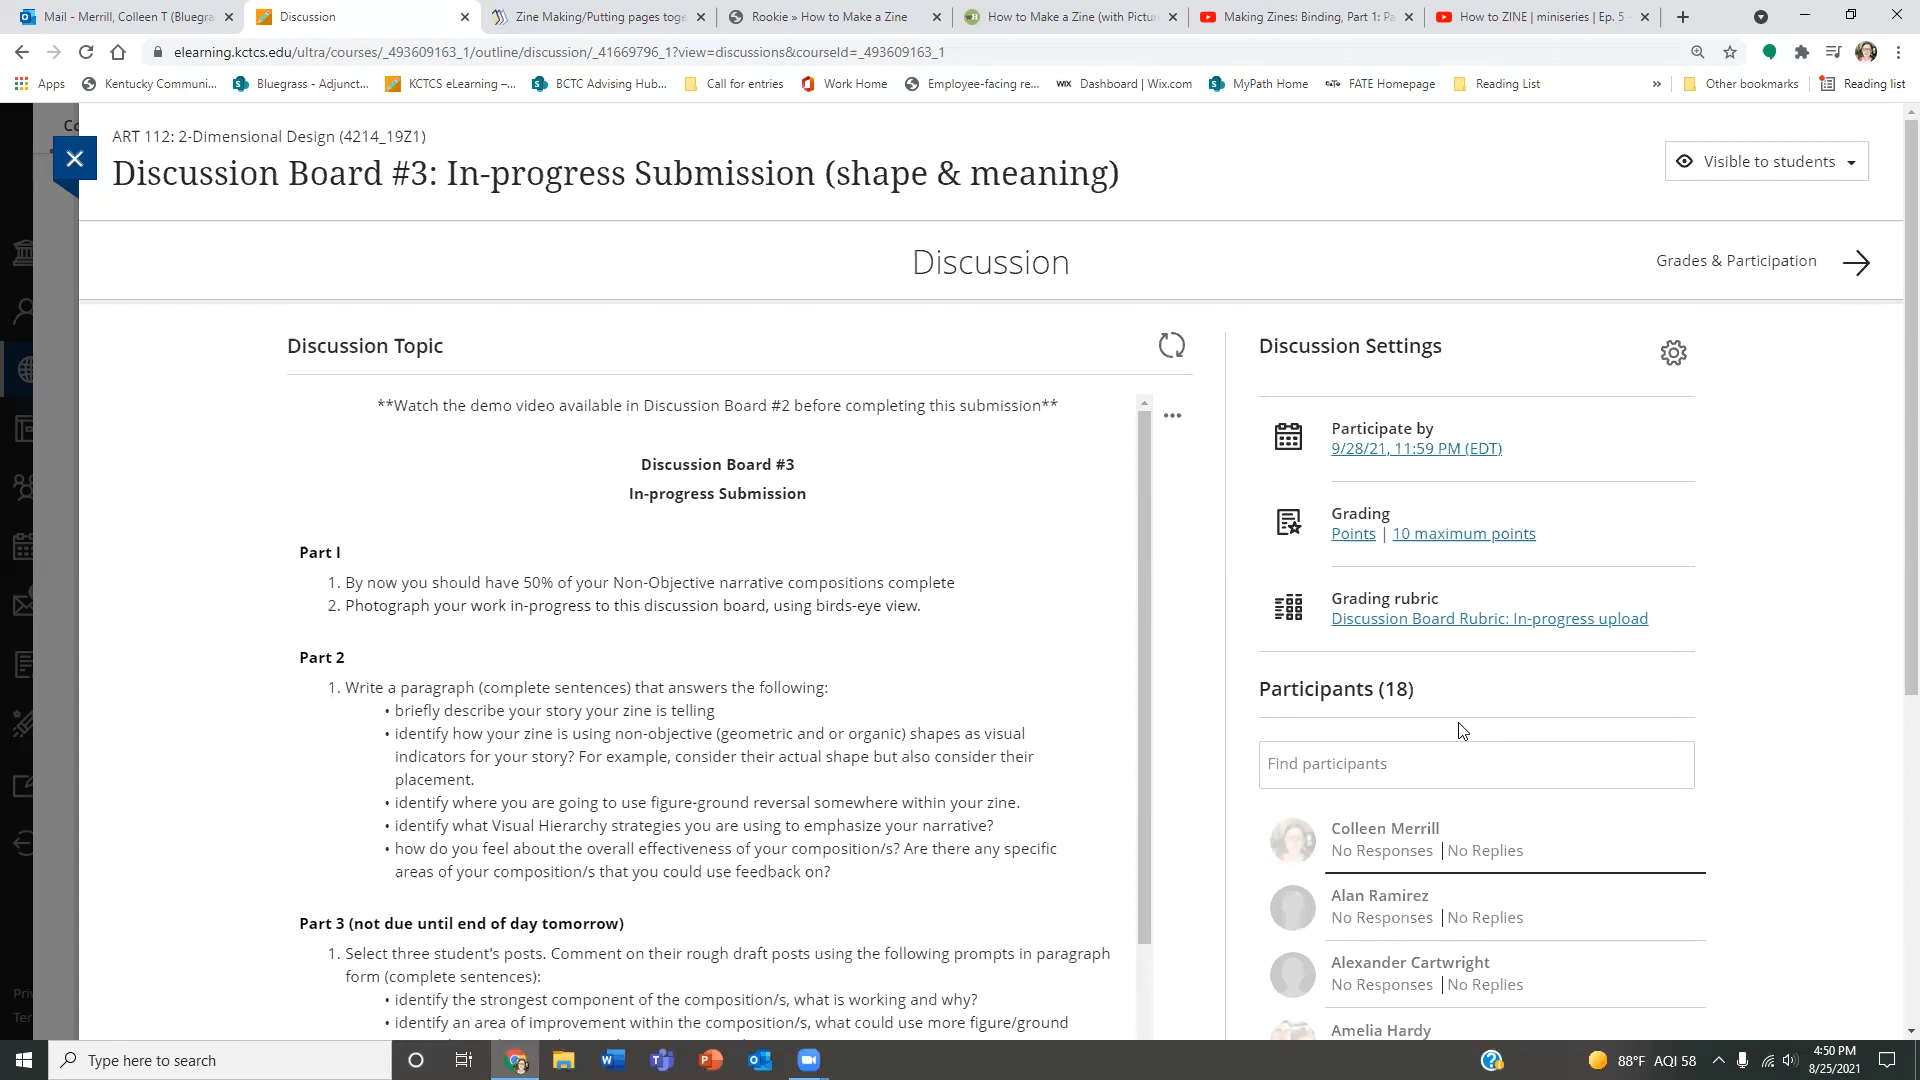 Mail - Merrill, Colleen T (Bluegra
Discussion
Zine Making/Putting pages toge
Rookie » How to Make a Zine
How to Make a Zine (with Pictur
Making Zines: Binding, Part 1: Pa
How to ZINE | miniseries | Ep. 5 -
elearning.kctcs.edu/ultra/courses/_493609163_1/outline/discussion/_41669796_1?view=discussions&courseId=_493609163_1
Apps
Kentucky Communi...
Bluegrass - Adjunct...
KCTCS eLearning –...
BCTC Advising Hub...
Call for entries
Work Home
Employee-facing re...
WIX Dashboard | Wix.com
MyPath Home
FATE Homepage
Reading List
»
Other bookmarks
Reading list
ART 112: 2-Dimensional Design (4214_19Z1)
Discussion Board #3: In-progress Submission (shape & meaning)
Visible to students
Discussion
Grades & Participation
Discussion Topic
**Watch the demo video available in Discussion Board #2 before completing this submission**
Discussion Board #3
In-progress Submission
Part I
1. By now you should have 50% of your Non-Objective narrative compositions complete
2. Photograph your work in-progress to this discussion board, using birds-eye view.
Part 2
1. Write a paragraph (complete sentences) that answers the following:
• briefly describe your story your zine is telling
• identify how your zine is using non-objective (geometric and or organic) shapes as visual
indicators for your story? For example, consider their actual shape but also consider their
placement.
• identify where you are going to use figure-ground reversal somewhere within your zine.
• identify what Visual Hierarchy strategies you are using to emphasize your narrative?
• how do you feel about the overall effectiveness of your composition/s? Are there any specific
areas of your composition/s that you could use feedback on?
Part 3 (not due until end of day tomorrow)
1. Select three student's posts. Comment on their rough draft posts using the following prompts in paragraph
form (complete sentences):
• identify the strongest component of the composition/s, what is working and why?
• identify an area of improvement within the composition/s, what could use more figure/ground
Discussion Settings
Participate by
9/28/21, 11:59 PM (EDT)
Grading
Points | 10 maximum points
Grading rubric
Discussion Board Rubric: In-progress upload
Participants (18)
Find participants
Colleen Merrill
No Responses | No Replies
Alan Ramirez
No Responses | No Replies
Alexander Cartwright
No Responses | No Replies
Amelia Hardy
Co
Pri
Ter
Type here to search
88°F AQI 58
4:50 PM
8/25/2021